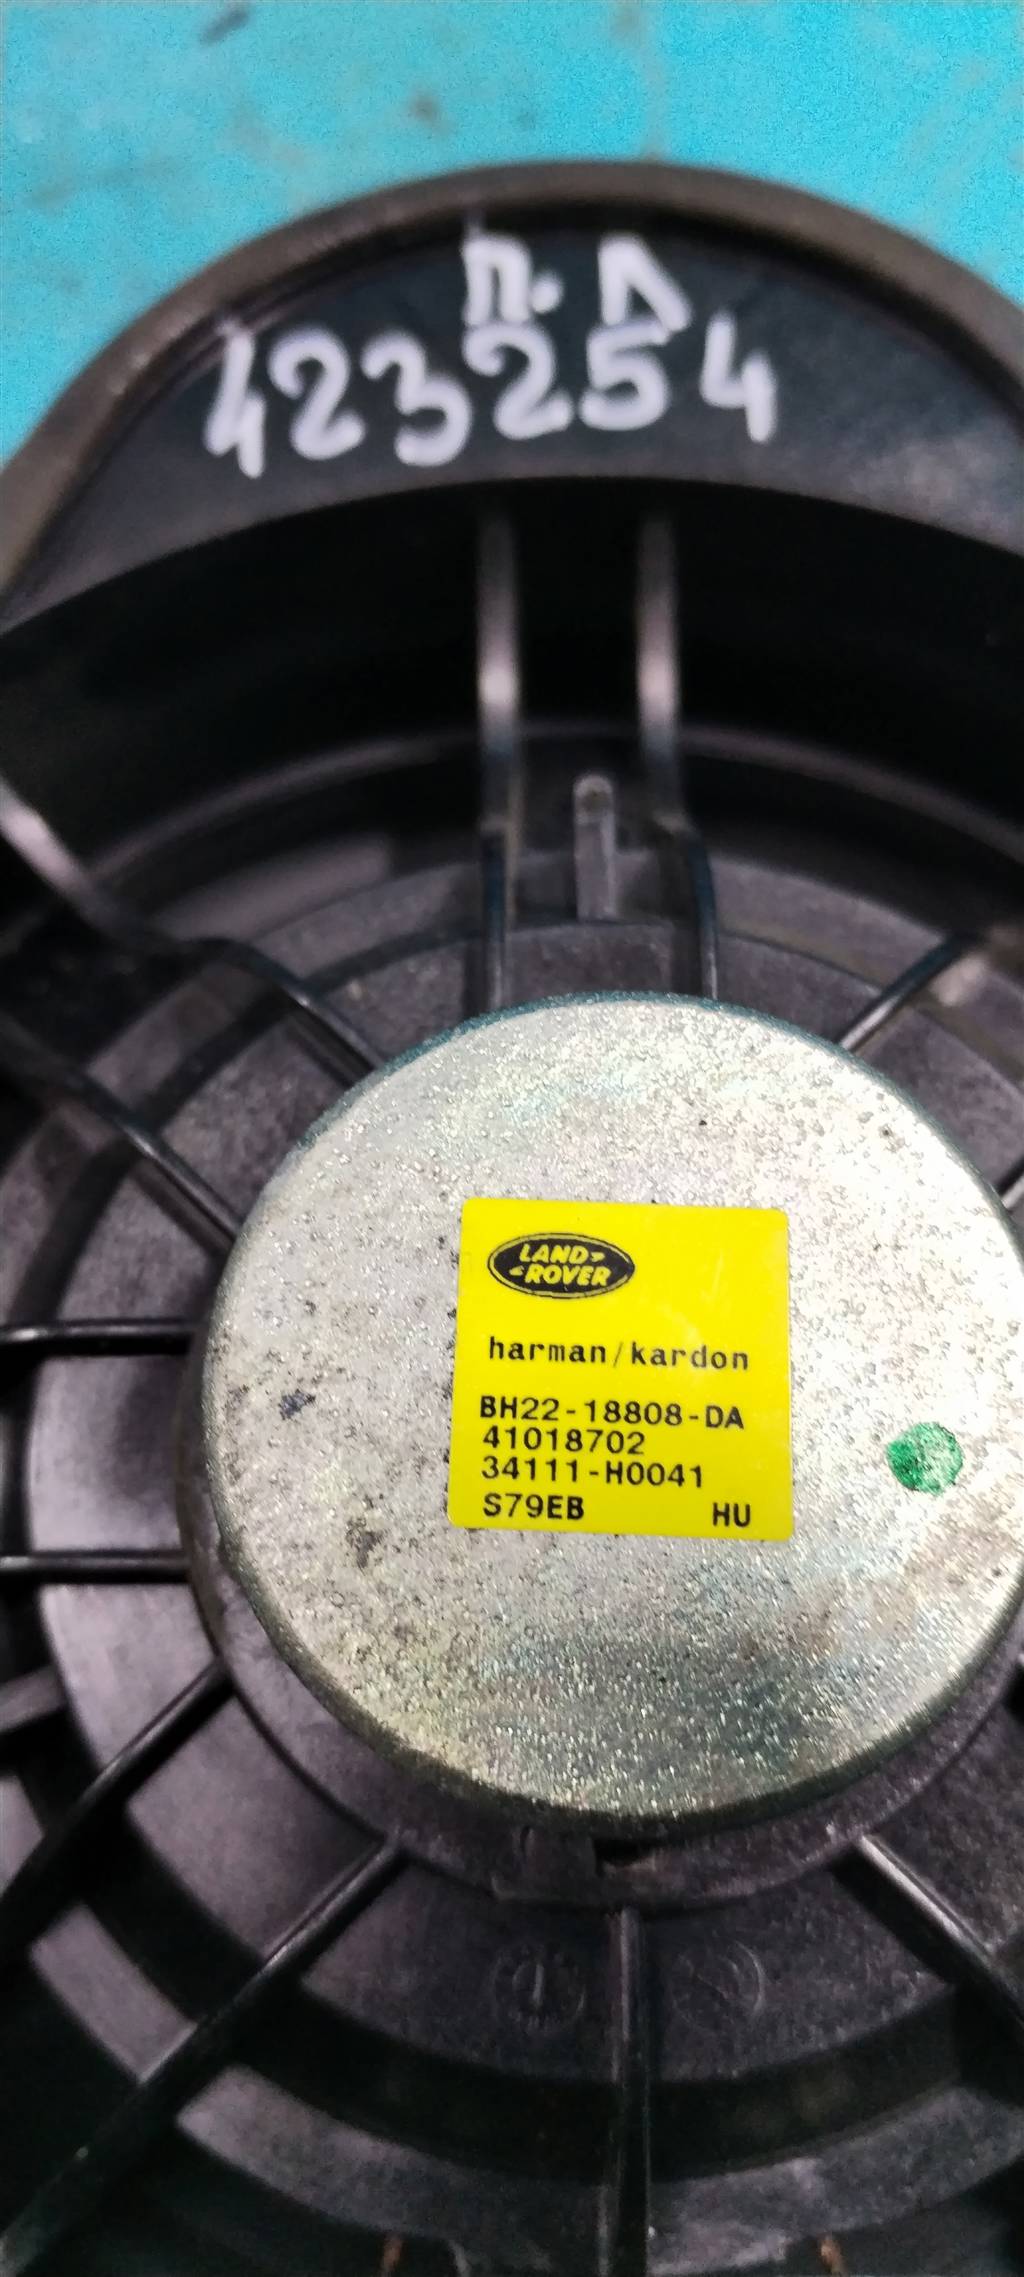 П.Л
423254
LAND
ROVER
harman/kardon
BH22-18808-DA
41018702
34111-H0041
S79EB HU